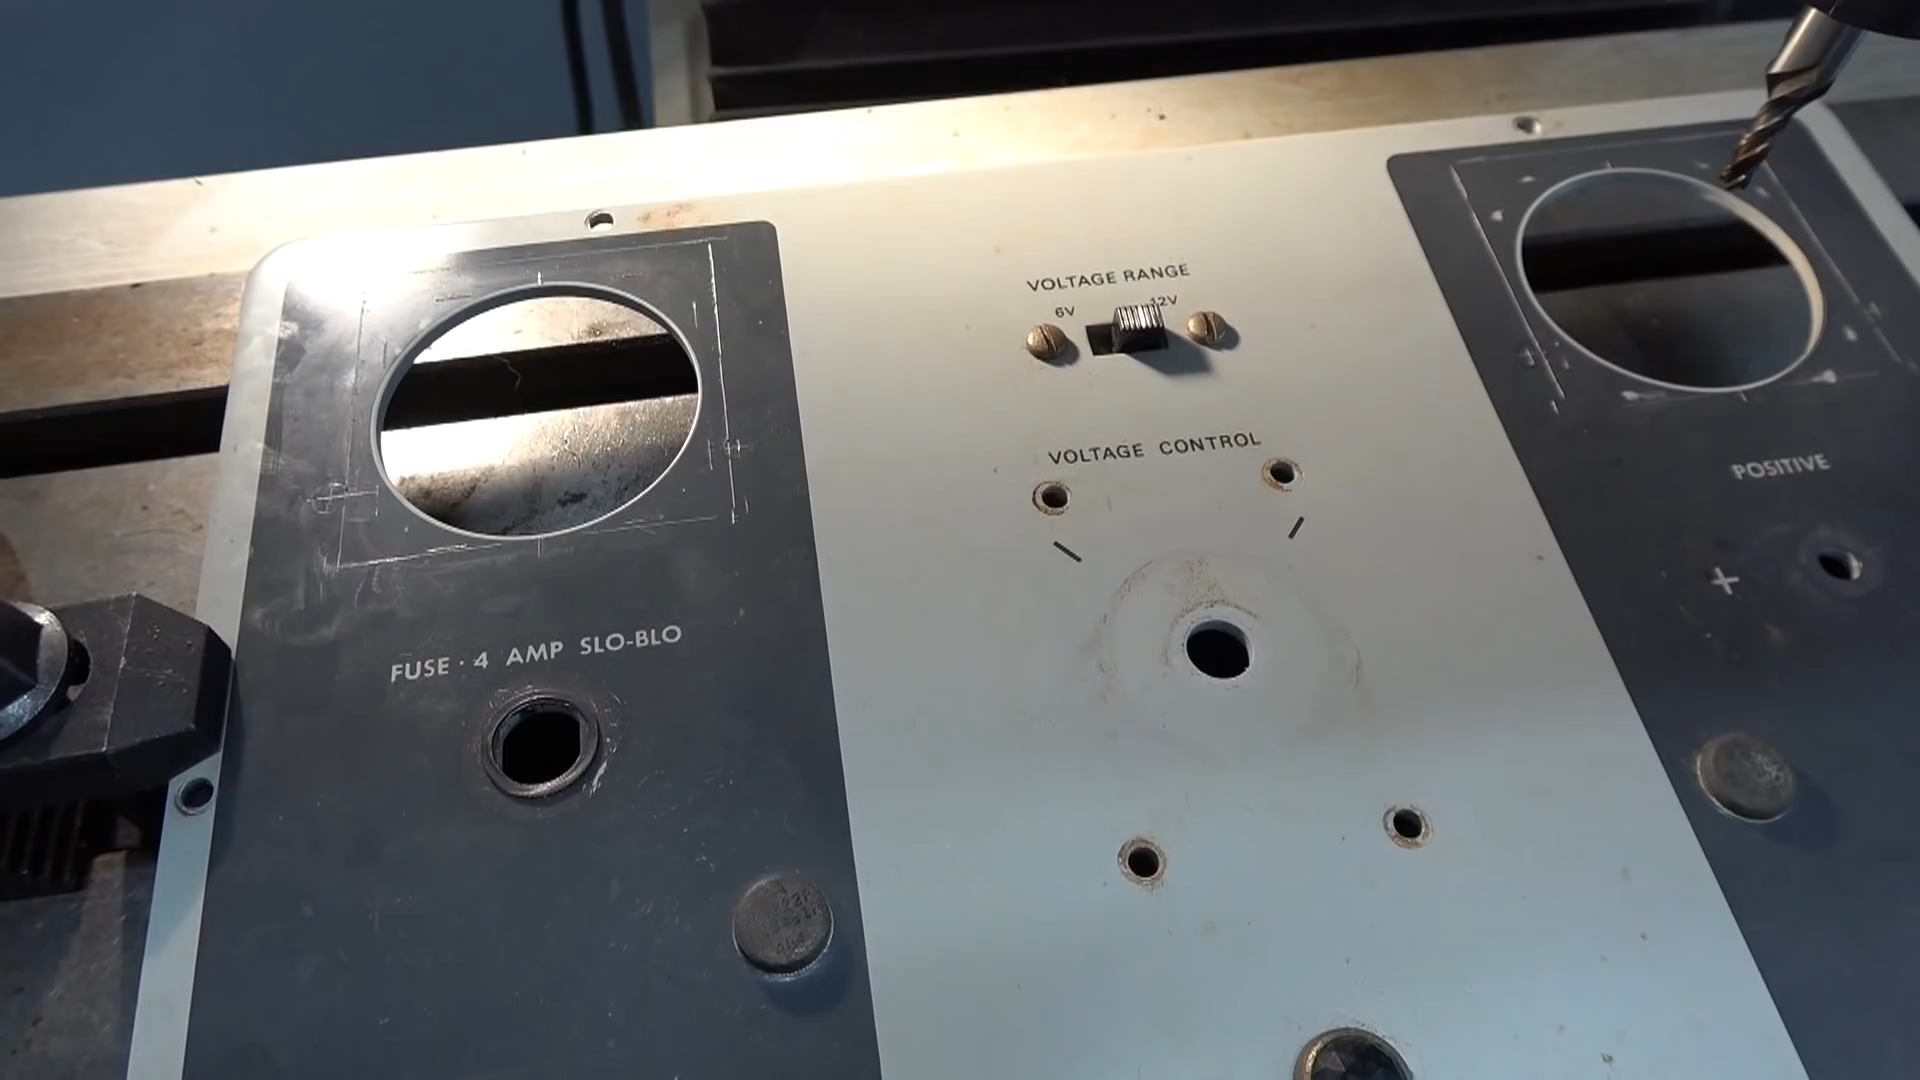 VOLTAGE RANGE
6V 12V
VOLTAGE CONTROL
POSITIVE
+
FUSE · 4 AMP SLO-BLO